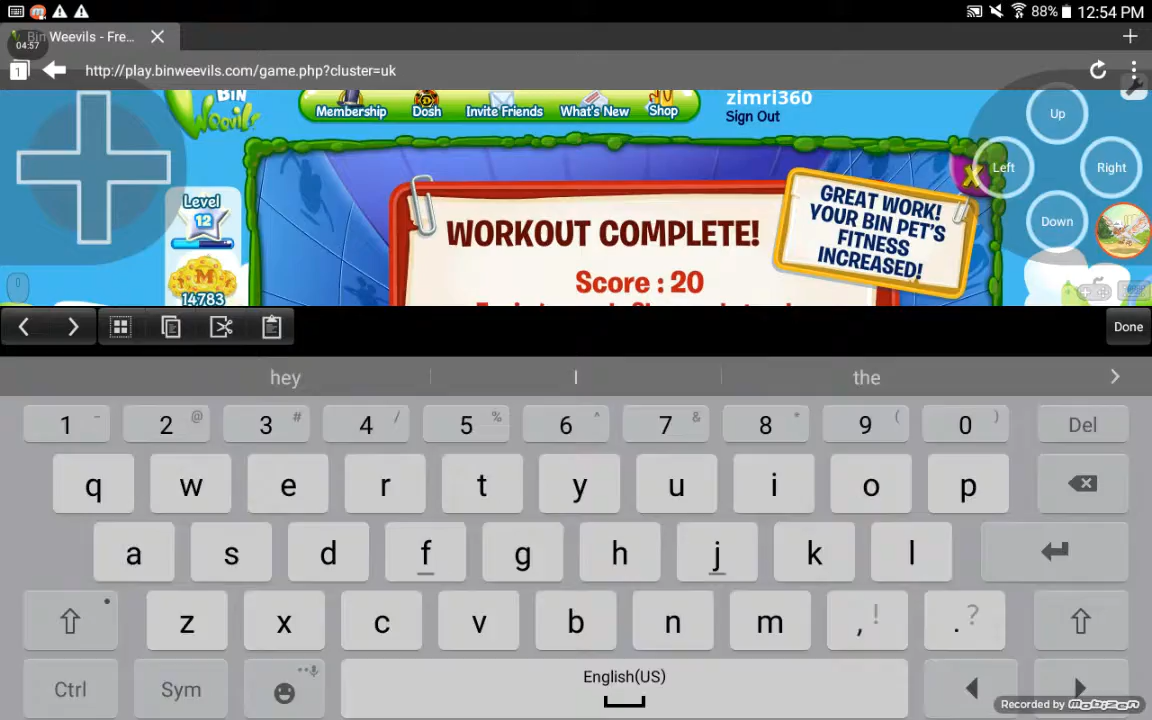 88% 12:54 PM
Bin Weevils - Fre...
04:57
1 http://play.binweevils.com/game.php?cluster=uk
BIN Weevils
Membership Dosh Invite Friends What's New Shop
zimri360
Sign Out
Up
Left Right
Down
Level
12
M
14783
X
WORKOUT COMPLETE!
Score : 20
GREAT WORK!
YOUR BIN PET'S
FITNESS
INCREASED!
Done
hey I the
1 - 2 @ 3 # 4 / 5 % 6 ^ 7 & 8 * 9 ( 0 ) Del
q w e r t y u i o p
a s d f g h j k l
z x c v b n m , ! . ?
Ctrl Sym English(US)
Recorded by mobizen